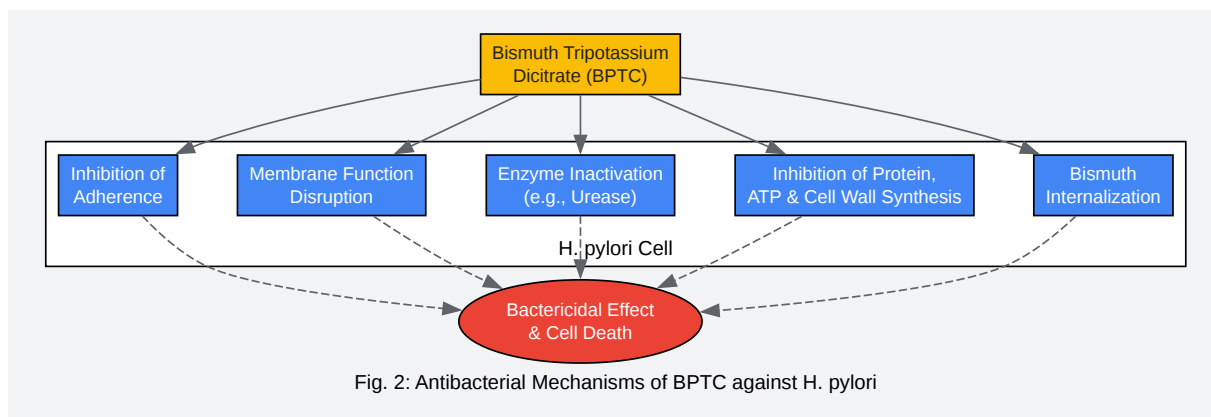 Bismuth Tripotassium
Dicitrate (BPTC)
Inhibition of
Adherence
Membrane Function
Disruption
Enzyme Inactivation
(e.g., Urease)
Inhibition of Protein,
ATP & Cell Wall Synthesis
Bismuth
Internalization
H. pylori Cell
Bactericidal Effect
& Cell Death
Fig. 2: Antibacterial Mechanisms of BPTC against H. pylori